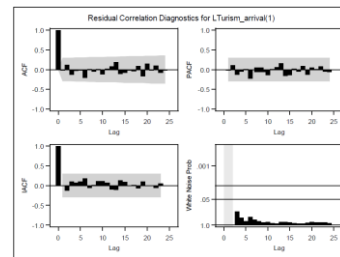 Residual Correlation Diagnostics for LTurism_arrival(1)
ACF
1.0
0.5
0.0
-0.5
-1.0
0 5 10 15 20 25
Lag
PACF
1.0
0.5
0.0
-0.5
-1.0
0 5 10 15 20 25
Lag
IACF
1.0
0.5
0.0
-0.5
-1.0
0 5 10 15 20 25
Lag
White Noise Prob
.001
.05
1.0
0 5 10 15 20 25
Lag